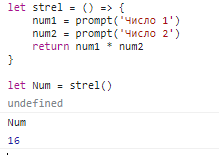 let strel = () => {
    num1 = prompt('Число 1')
    num2 = prompt('Число 2')
    return num1 * num2
}
let Num = strel()
undefined
Num
16